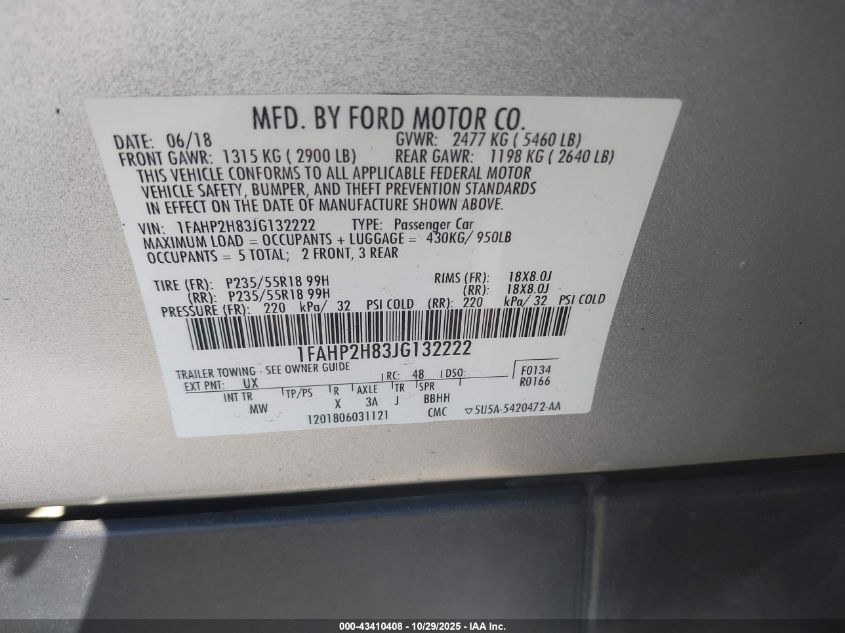 MFD. BY FORD MOTOR CO.
DATE: 06/18 GVWR: 2477 KG ( 5460 LB)
FRONT GAWR: 1315 KG ( 2900 LB) REAR GAWR: 1198 KG ( 2640 LB)
THIS VEHICLE CONFORMS TO ALL APPLICABLE FEDERAL MOTOR
VEHICLE SAFETY, BUMPER, AND THEFT PREVENTION STANDARDS
IN EFFECT ON THE DATE OF MANUFACTURE SHOWN ABOVE.
VIN: 1FAHP2H83JG132222 TYPE: Passenger Car
MAXIMUM LOAD = OCCUPANTS + LUGGAGE = 430KG/ 950LB
OCCUPANTS = 5 TOTAL; 2 FRONT, 3 REAR
TIRE (FR): P235/55R18 99H RIMS (FR): 18X8.0J
(RR): P235/55R18 99H (RR): 18X8.0J
PRESSURE (FR): 220 kPa/ 32 PSI COLD (RR): 220 kPa/ 32 PSI COLD
1FAHP2H83JG132222
TRAILER TOWING - SEE OWNER GUIDE
EXT PNT: UX RC: 48 DSO: F0134
R0166
INT TR TP/PS R AXLE TR SPR
MW X 3A J BBHH
1201806031121 CMC ▽5U5A-5420472-AA
000-43410408 - 10/29/2025 - IAA Inc.